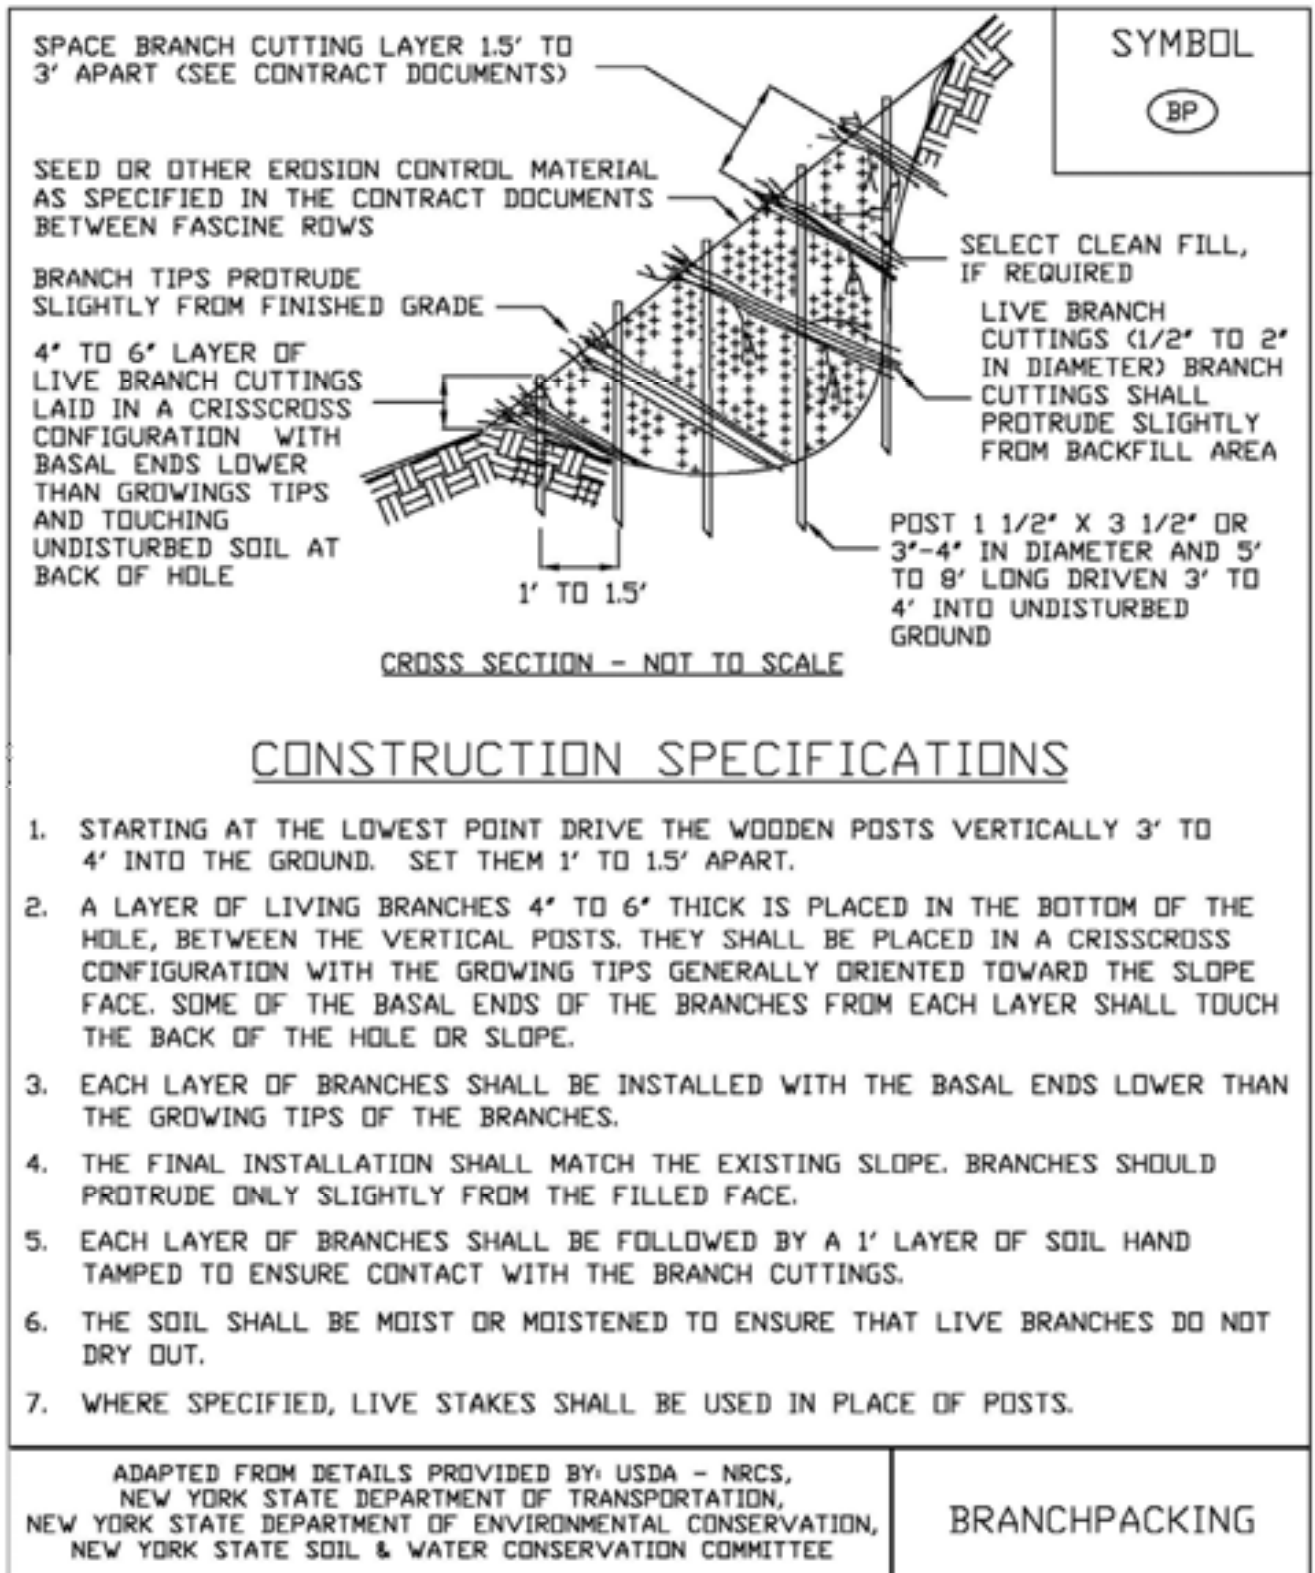 SPACE BRANCH CUTTING LAYER 1.5' TO
3' APART (SEE CONTRACT DOCUMENTS)
SEED OR OTHER EROSION CONTROL MATERIAL
AS SPECIFIED IN THE CONTRACT DOCUMENTS
BETWEEN FASCINE ROWS
BRANCH TIPS PROTRUDE
SLIGHTLY FROM FINISHED GRADE
4" TO 6" LAYER OF
LIVE BRANCH CUTTINGS
LAID IN A CRISSCROSS
CONFIGURATION WITH
BASAL ENDS LOWER
THAN GROWINGS TIPS
AND TOUCHING
UNDISTURBED SOIL AT
BACK OF HOLE
SYMBOL
BP
SELECT CLEAN FILL,
IF REQUIRED
LIVE BRANCH
CUTTINGS (1/2" TO 2"
IN DIAMETER) BRANCH
CUTTINGS SHALL
PROTRUDE SLIGHTLY
FROM BACKFILL AREA
POST 1 1/2" X 3 1/2" OR
3"-4" IN DIAMETER AND 5'
TO 8' LONG DRIVEN 3' TO
4' INTO UNDISTURBED
GROUND
1' TO 1.5'
CROSS SECTION - NOT TO SCALE
CONSTRUCTION SPECIFICATIONS
1. STARTING AT THE LOWEST POINT DRIVE THE WOODEN POSTS VERTICALLY 3' TO
4' INTO THE GROUND. SET THEM 1' TO 1.5' APART.
2. A LAYER OF LIVING BRANCHES 4" TO 6" THICK IS PLACED IN THE BOTTOM OF THE
HOLE, BETWEEN THE VERTICAL POSTS. THEY SHALL BE PLACED IN A CRISSCROSS
CONFIGURATION WITH THE GROWING TIPS GENERALLY ORIENTED TOWARD THE SLOPE
FACE. SOME OF THE BASAL ENDS OF THE BRANCHES FROM EACH LAYER SHALL TOUCH
THE BACK OF THE HOLE OR SLOPE.
3. EACH LAYER OF BRANCHES SHALL BE INSTALLED WITH THE BASAL ENDS LOWER THAN
THE GROWING TIPS OF THE BRANCHES.
4. THE FINAL INSTALLATION SHALL MATCH THE EXISTING SLOPE. BRANCHES SHOULD
PROTRUDE ONLY SLIGHTLY FROM THE FILLED FACE.
5. EACH LAYER OF BRANCHES SHALL BE FOLLOWED BY A 1' LAYER OF SOIL HAND
TAMPED TO ENSURE CONTACT WITH THE BRANCH CUTTINGS.
6. THE SOIL SHALL BE MOIST OR MOISTENED TO ENSURE THAT LIVE BRANCHES DO NOT
DRY OUT.
7. WHERE SPECIFIED, LIVE STAKES SHALL BE USED IN PLACE OF POSTS.
ADAPTED FROM DETAILS PROVIDED BY: USDA - NRCS,
NEW YORK STATE DEPARTMENT OF TRANSPORTATION,
NEW YORK STATE DEPARTMENT OF ENVIRONMENTAL CONSERVATION,
NEW YORK STATE SOIL & WATER CONSERVATION COMMITTEE
BRANCHPACKING